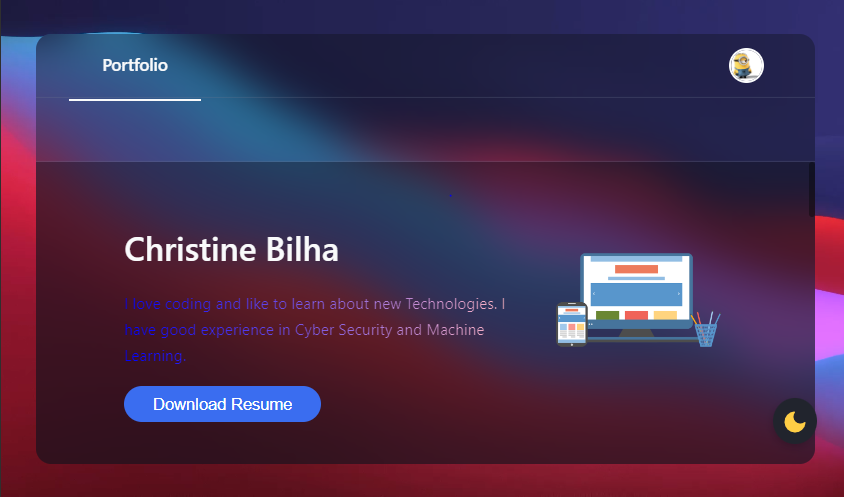 Portfolio
Christine Bilha
I love coding and like to learn about new Technologies. I
have good experience in Cyber Security and Machine
Learning.
Download Resume